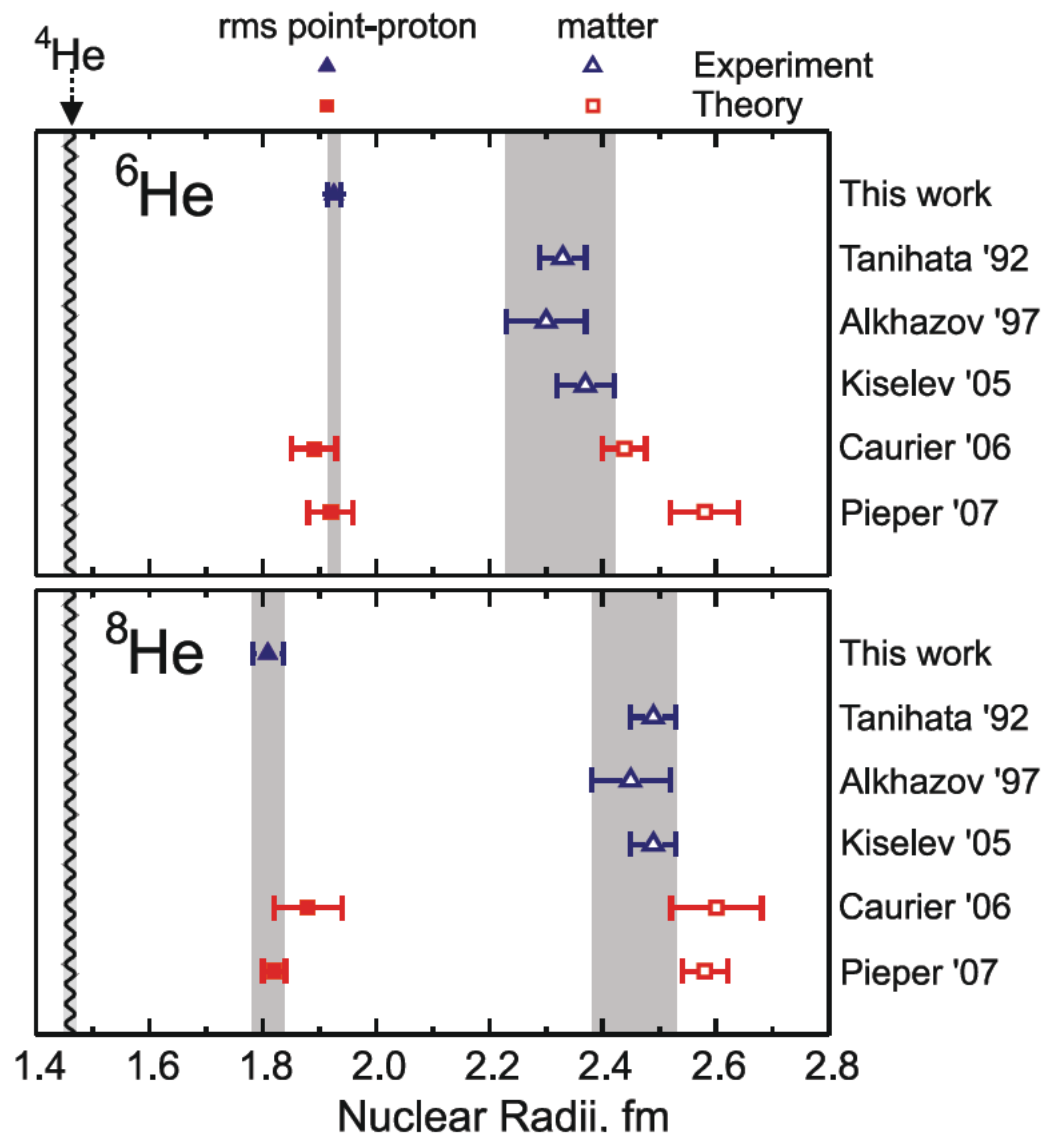 rms point-proton matter
⁴He
Experiment
Theory
⁶He
This work
Tanihata '92
Alkhazov '97
Kiselev '05
Caurier '06
Pieper '07
⁸He
This work
Tanihata '92
Alkhazov '97
Kiselev '05
Caurier '06
Pieper '07
1.4 1.6 1.8 2.0 2.2 2.4 2.6 2.8
Nuclear Radii, fm